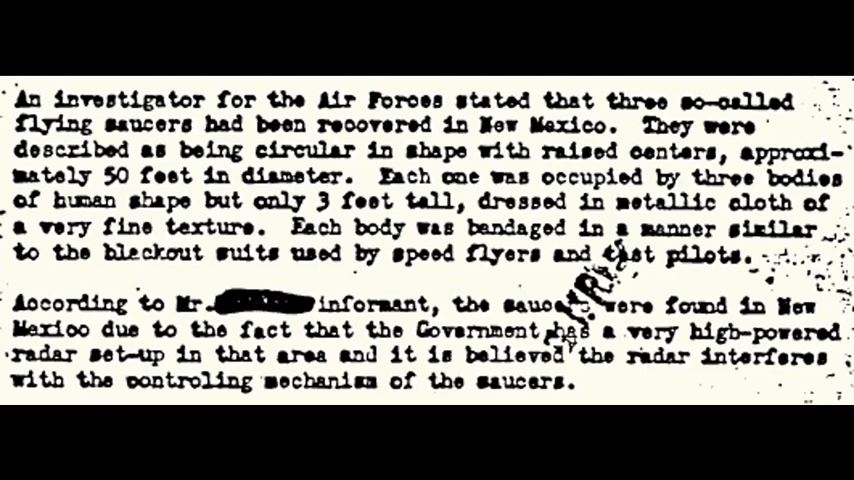 An investigator for the Air Forces stated that three so-called
flying saucers had been recovered in New Mexico. They were
described as being circular in shape with raised centers, approxi-
mately 50 feet in diameter. Each one was occupied by three bodies
of human shape but only 3 feet tall, dressed in metallic cloth of
a very fine texture. Each body was bandaged in a manner similar
to the blackout suits used by speed flyers and test pilots.
According to Mr. informant, the saucers were found in New
Mexico due to the fact that the Government has a very high-powered
radar set-up in that area and it is believed the radar interferes
with the controling mechanism of the saucers.